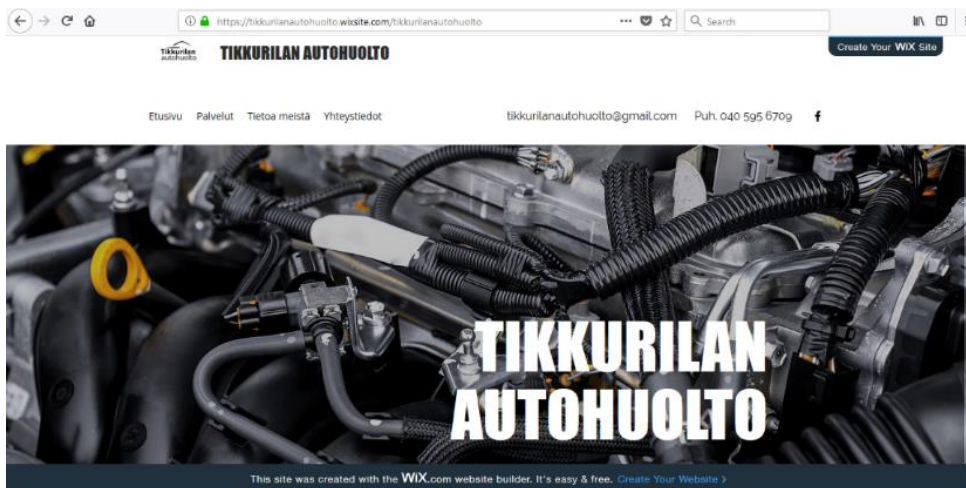 https://tikkurilanautohuolto.wixsite.com/tikkurilanautohuolto
Search
Tikkurilan
autohuolto
TIKKURILAN AUTOHUOLTO
Create Your WiX Site
Etusivu Palvelut Tietoa meistä Yhteystiedot
tikkurilanautohuolto@gmail.com Puh. 040 595 6709 f
TIKKURILAN
AUTOHUOLTO
This site was created with the WiX.com website builder. It's easy & free. Create Your Website >